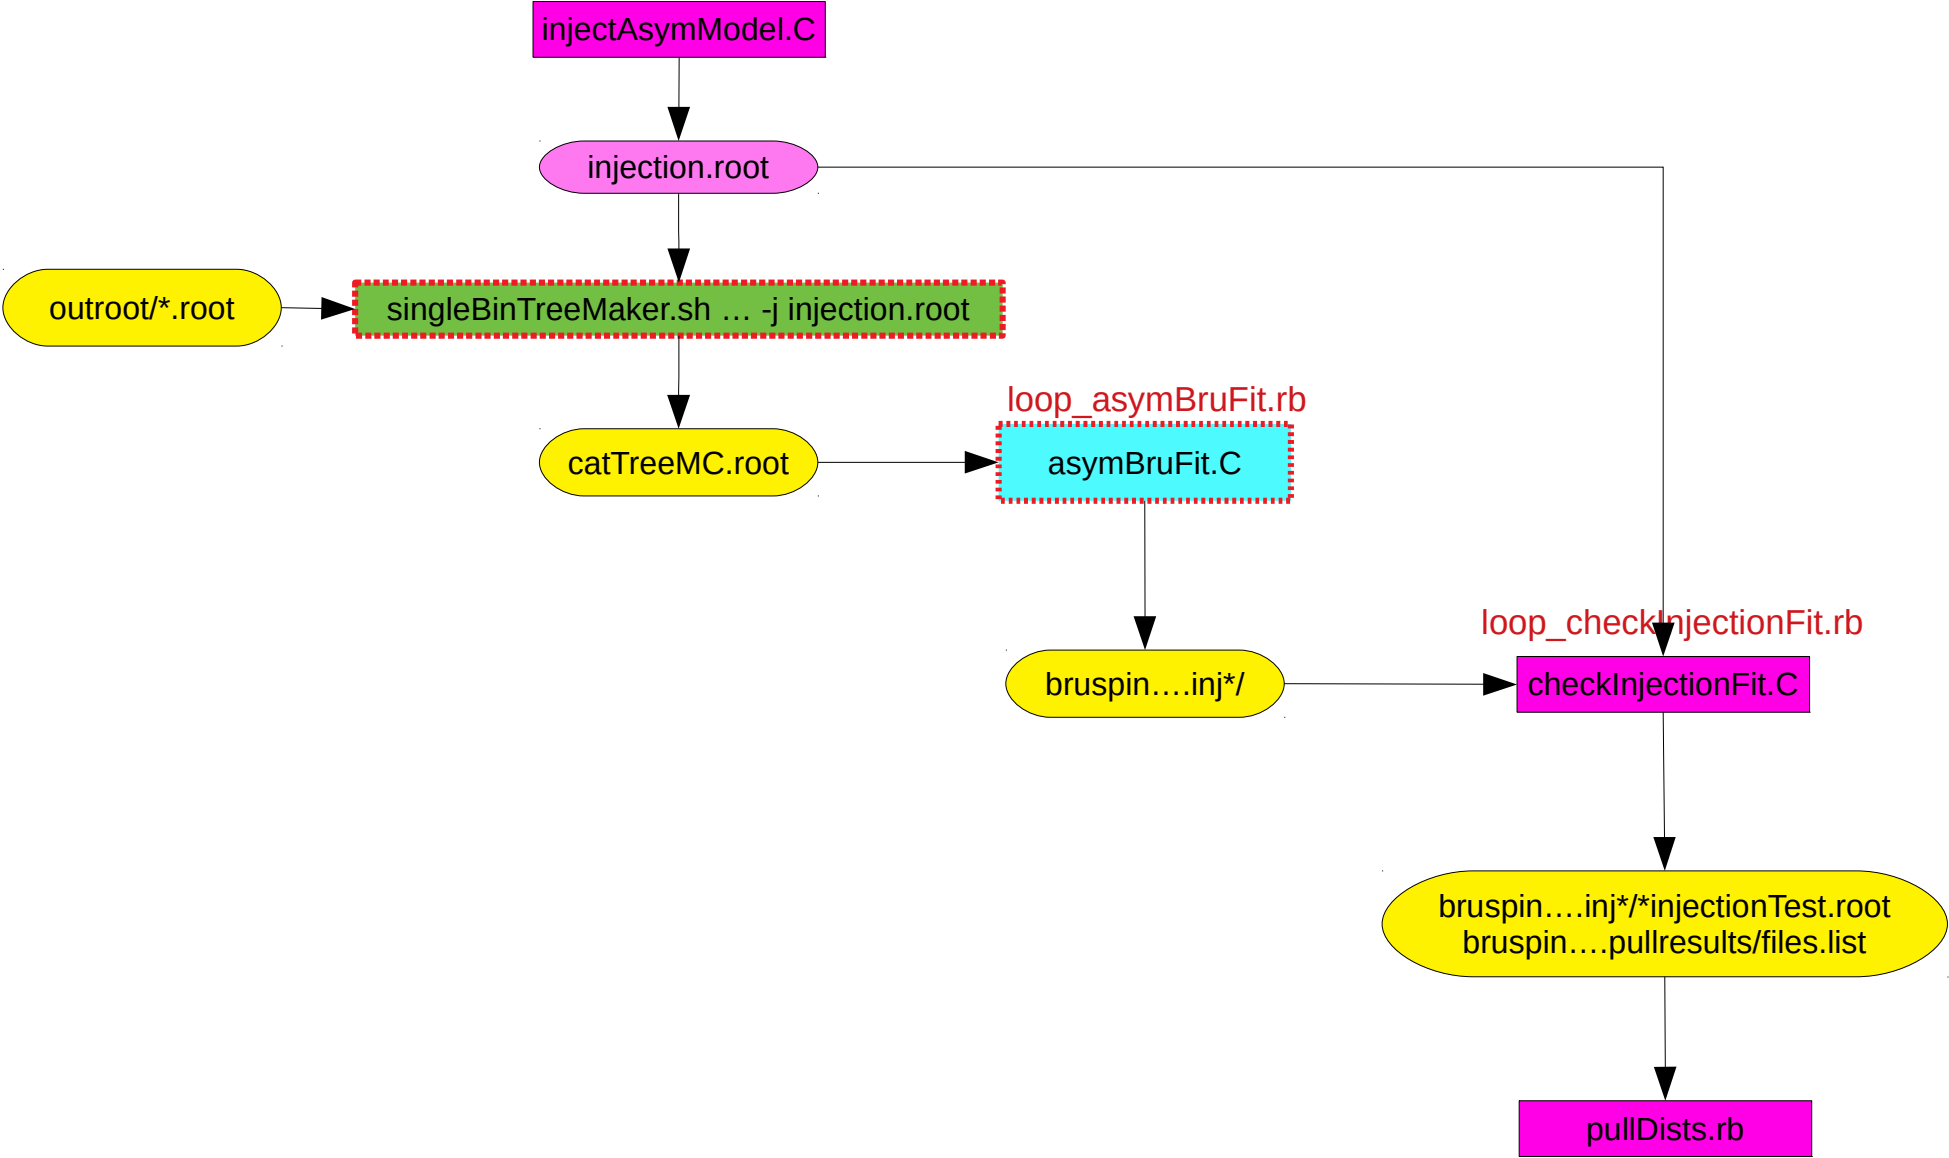 injectAsymModel.C
injection.root
outroot/*.root
singleBinTreeMaker.sh … -j injection.root
loop_asymBruFit.rb
catTreeMC.root
asymBruFit.C
loop_checkInjectionFit.rb
bruspin….inj*/
checkInjectionFit.C
bruspin….inj*/*injectionTest.root
bruspin….pullresults/files.list
pullDists.rb